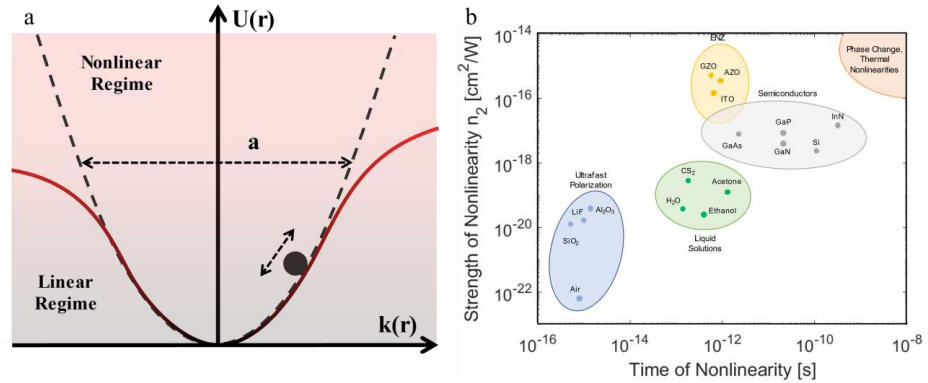 a
U(r)
Nonlinear
Regime
a
Linear
Regime
k(r)
b
Strength of Nonlinearity n₂ [cm²/W]
10⁻¹⁴
10⁻¹⁶
10⁻¹⁸
10⁻²⁰
10⁻²²
ENZ
GZO
AZO
ITO
Phase Change,
Thermal
Nonlinearities
Semiconductors
InN
GaP
GaAs
GaN
Si
CS₂
Acetone
H₂O
Ethanol
Liquid
Solutions
Ultrafast
Polarization
LiF
Al₂O₃
SiO₂
Air
10⁻¹⁶
10⁻¹⁴
10⁻¹²
10⁻¹⁰
10⁻⁸
Time of Nonlinearity [s]